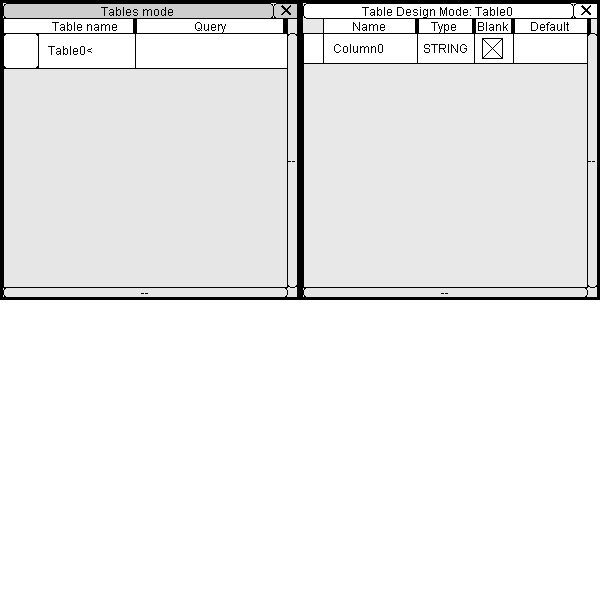 Tables mode
Table name Query
Table0<
--
--
Table Design Mode: Table0
Name Type Blank Default
Column0 STRING
--
--